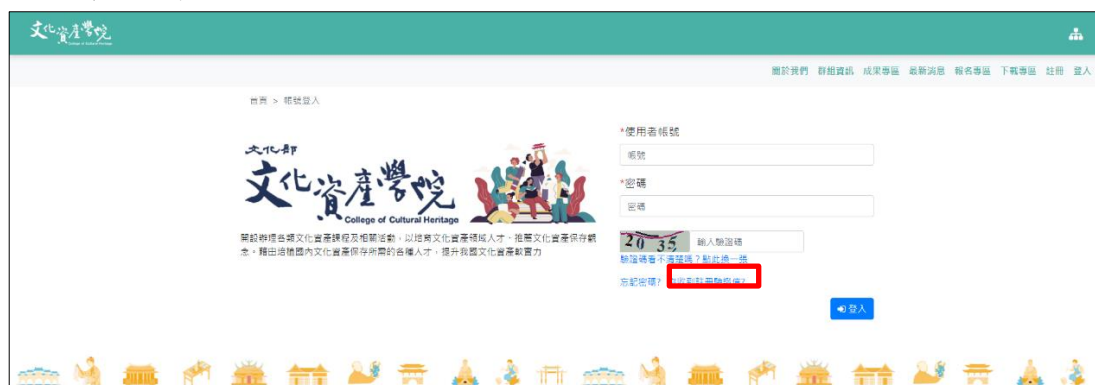 文化資產學院
College of Cultural Heritage
關於我們 群組資訊 成果專區 最新消息 報名專區 下載專區 註冊 登入
首頁 > 帳號登入
文化部
文化資產學院
College of Cultural Heritage
開設辦理各類文化資產課程及相關活動，以培育文化資產領域人才，推薦文化資產保存觀
念。藉由培植國內文化資產保存所需的各種人才，提升我國文化資產軟實力
*使用者帳號
帳號
*密碼
密碼
20 35 輸入驗證碼
驗證碼看不清楚嗎？點此換一張
忘記密碼?
登入